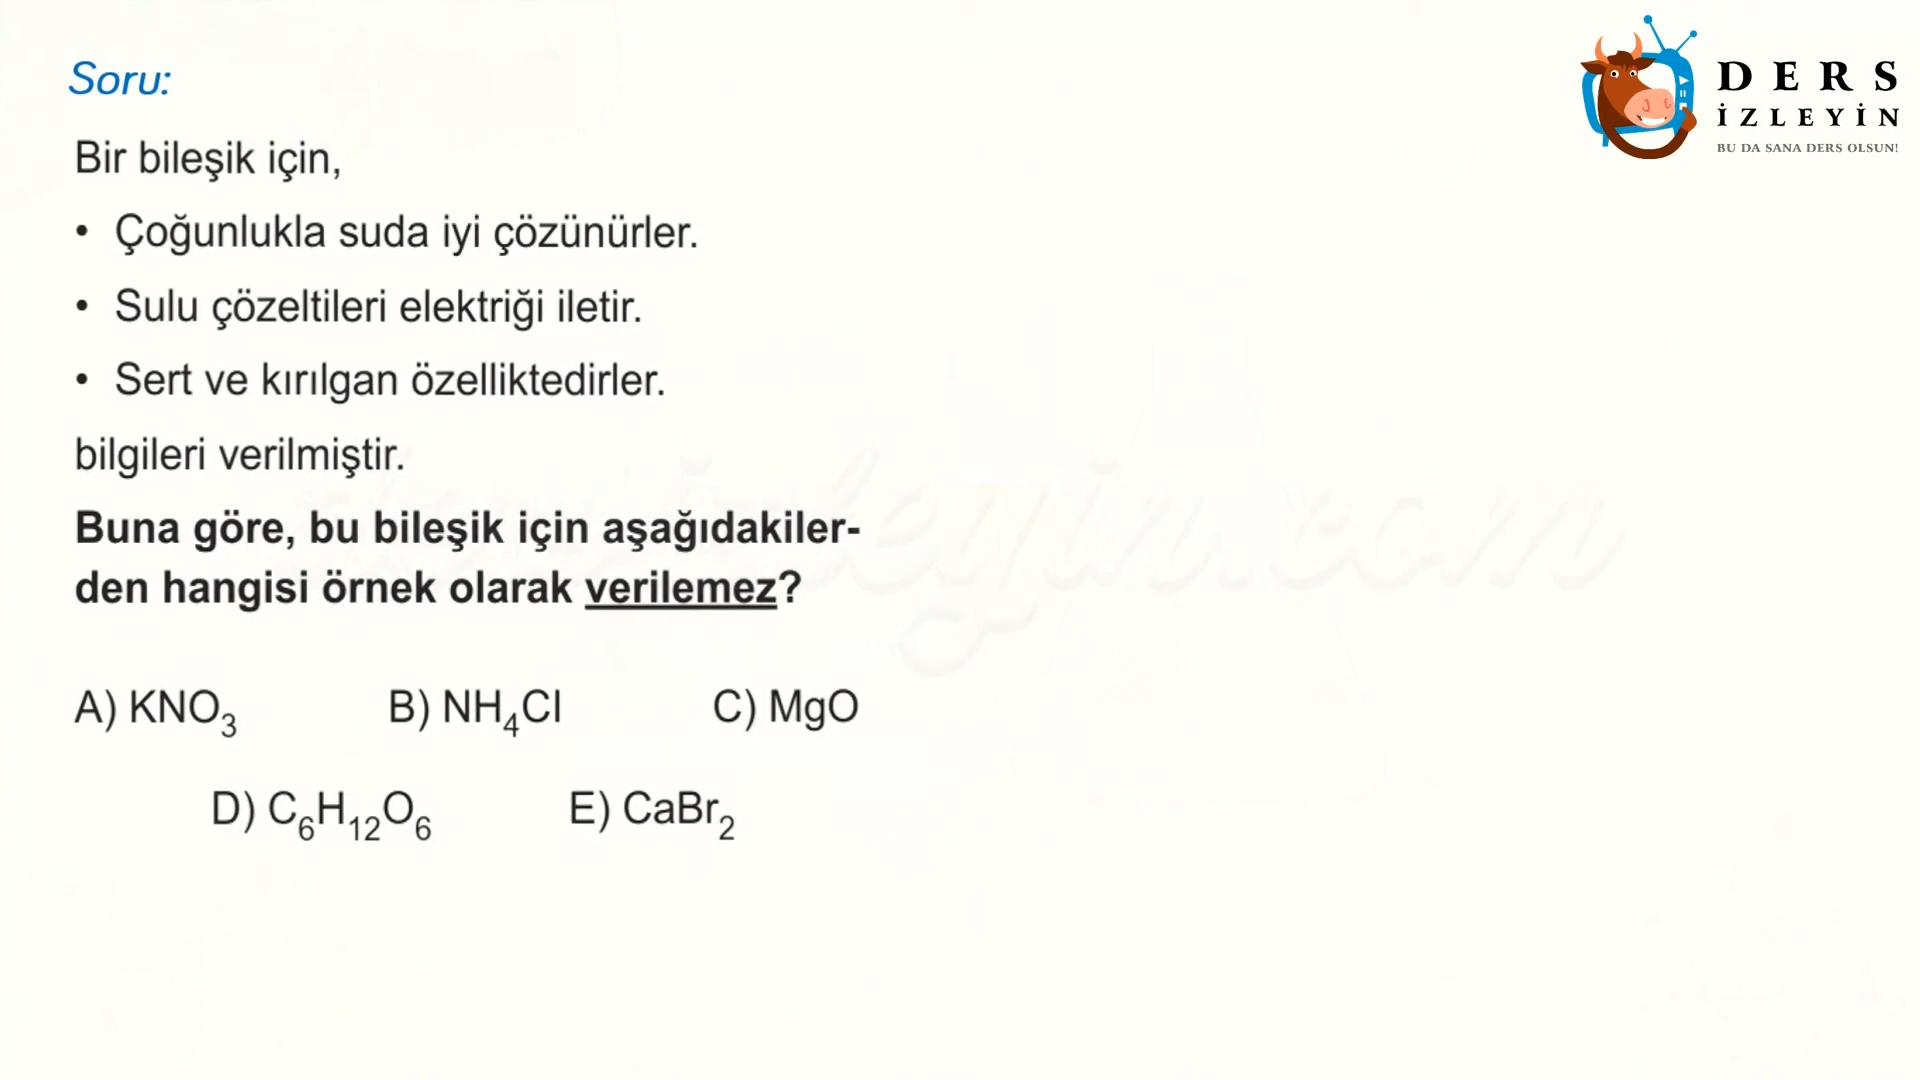 Soru:
DERS
İZLEYİN
BU DA SANA DERS OLSUN!
Bir bileşik için,
• Çoğunlukla suda iyi çözünürler.
• Sulu çözeltileri elektriği iletir.
• Sert ve kırılgan özelliktedirler.
bilgileri verilmiştir.
Buna göre, bu bileşik için aşağıdakiler-
den hangisi örnek olarak verilemez?
A) KNO₃ B) NH₄Cl C) MgO
D) C₆H₁₂O₆ E) CaBr₂